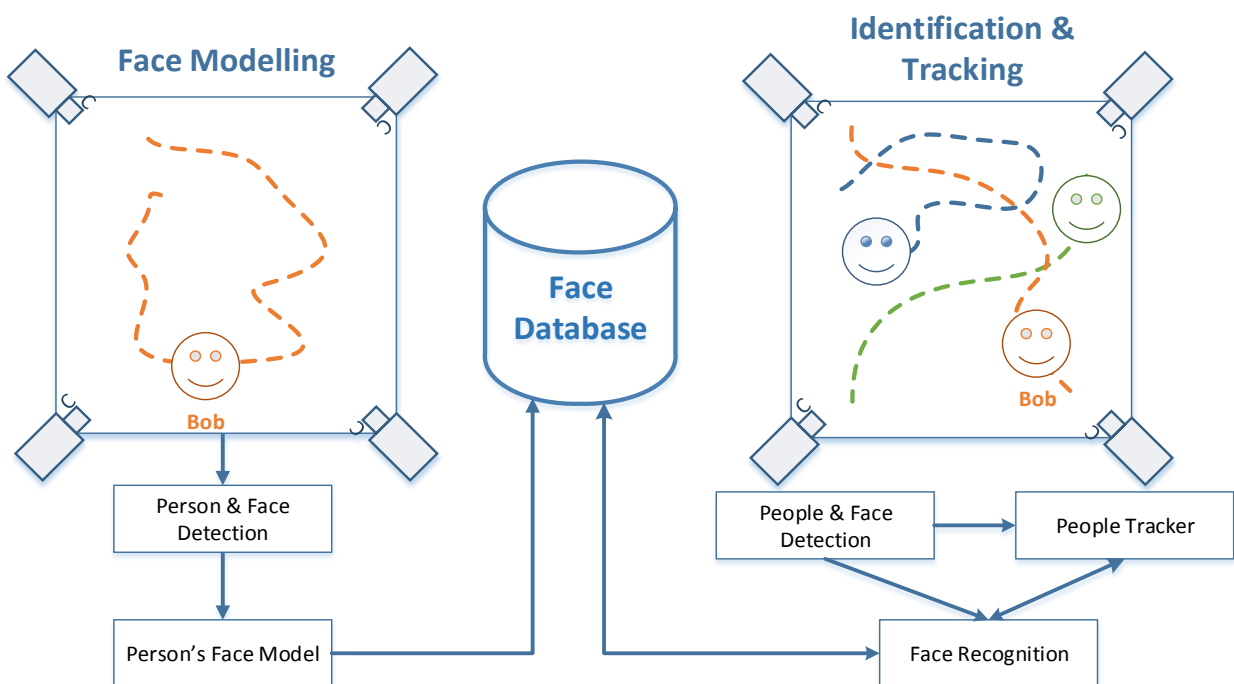 Face Modelling
Identification &
Tracking
Face
Database
Bob
Bob
Person & Face
Detection
People & Face
Detection
People Tracker
Person’s Face Model
Face Recognition